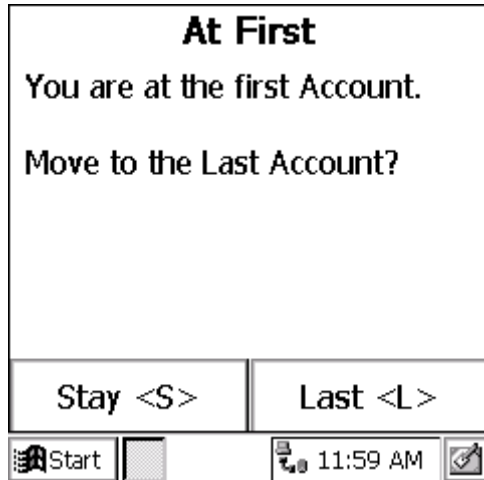 At First
You are at the first Account.
Move to the Last Account?
Stay <S>
Last <L>
Start
11:59 AM